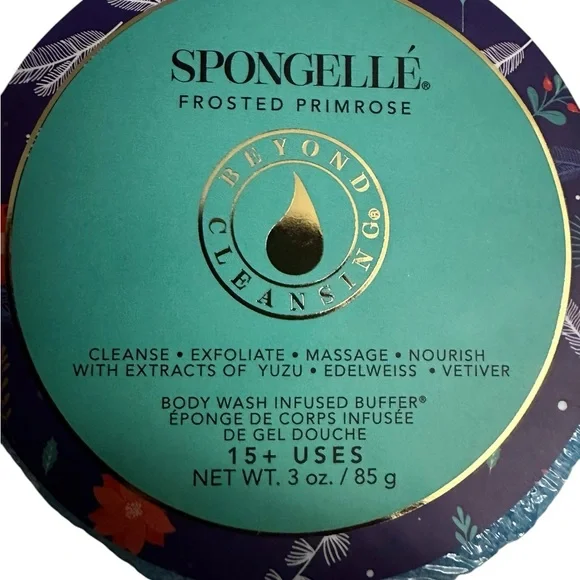 SPONGELLÉ®
FROSTED PRIMROSE
BEYOND
CLEANSING®
CLEANSE • EXFOLIATE • MASSAGE • NOURISH
WITH EXTRACTS OF YUZU • EDELWEISS • VETIVER
BODY WASH INFUSED BUFFER®
ÉPONGE DE CORPS INFUSÉE
DE GEL DOUCHE
15+ USES
NET WT. 3 oz. / 85 g